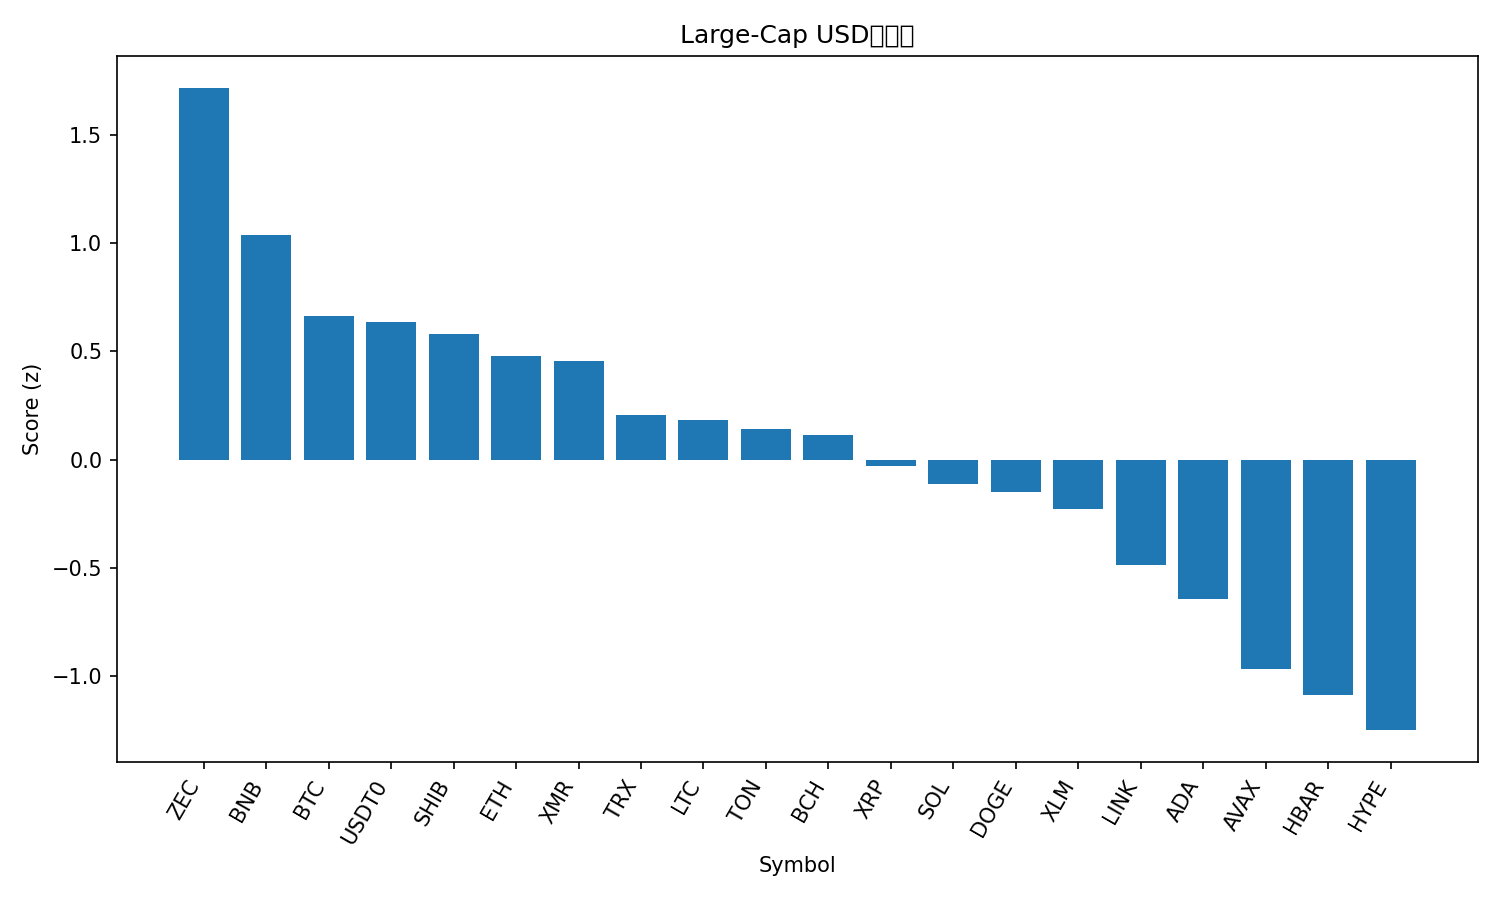 Large-Cap USD
Score (z)
1.5
1.0
0.5
0.0
−0.5
−1.0
ZEC
BNB
BTC
USDT0
SHIB
ETH
XMR
TRX
LTC
TON
BCH
XRP
SOL
DOGE
XLM
LINK
ADA
AVAX
HBAR
HYPE
Symbol